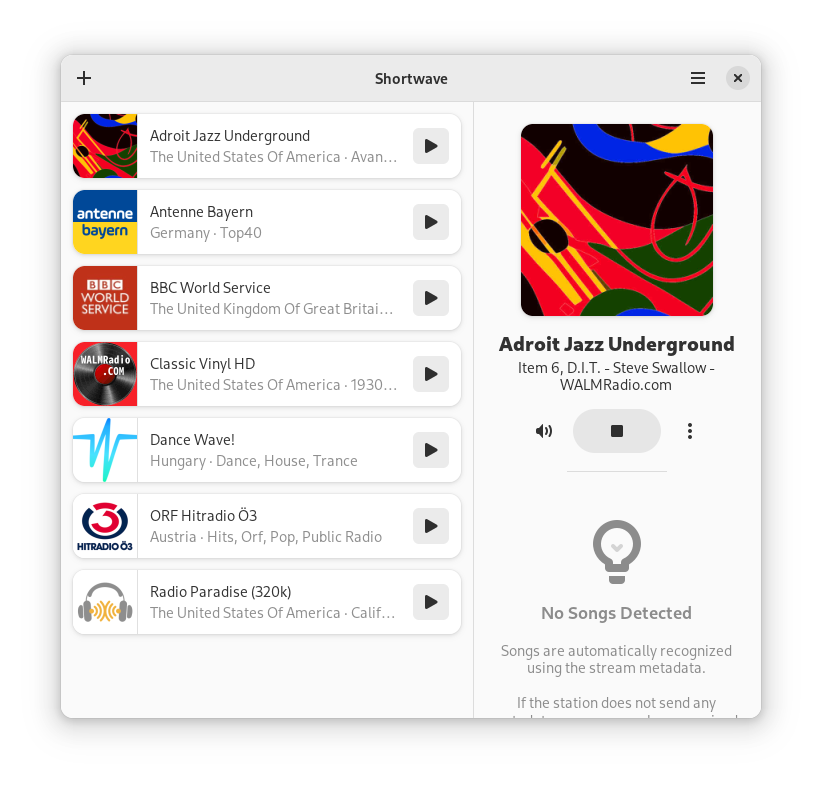 Shortwave
Adroit Jazz Underground
The United States Of America · Avan…
antenne
bayern
Antenne Bayern
Germany · Top40
BBC
WORLD
SERVICE
BBC World Service
The United Kingdom Of Great Britai…
WALMRadio
.COM
Classic Vinyl HD
The United States Of America · 1930…
Dance Wave!
Hungary · Dance, House, Trance
HITRADIO Ö3
ORF Hitradio Ö3
Austria · Hits, Orf, Pop, Public Radio
Radio Paradise (320k)
The United States Of America · Calif…
Adroit Jazz Underground
Item 6, D.I.T. - Steve Swallow -
WALMRadio.com
No Songs Detected
Songs are automatically recognized
using the stream metadata.
If the station does not send any